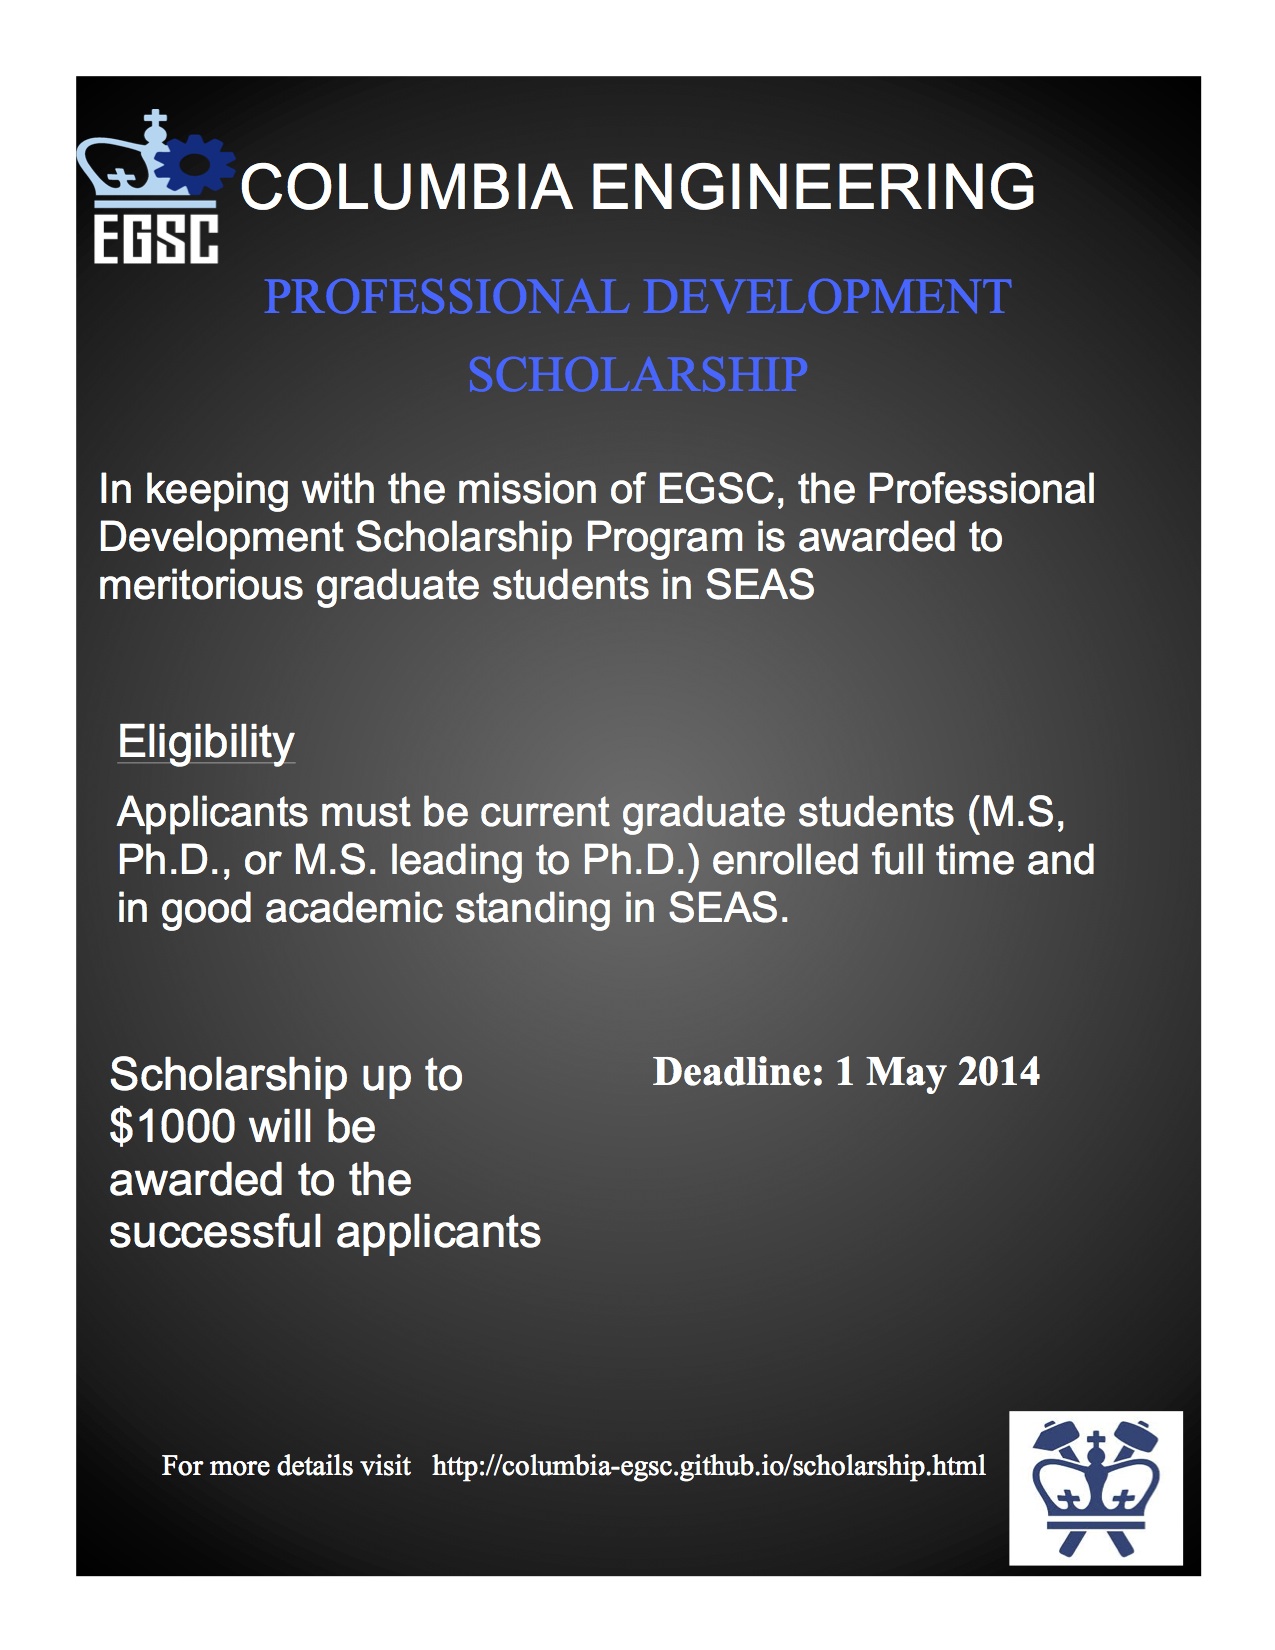 EGSC
COLUMBIA ENGINEERING
PROFESSIONAL DEVELOPMENT
SCHOLARSHIP
In keeping with the mission of EGSC, the Professional
Development Scholarship Program is awarded to
meritorious graduate students in SEAS
Eligibility
Applicants must be current graduate students (M.S,
Ph.D., or M.S. leading to Ph.D.) enrolled full time and
in good academic standing in SEAS.
Scholarship up to
$1000 will be
awarded to the
successful applicants
Deadline: 1 May 2014
For more details visit http://columbia-egsc.github.io/scholarship.html